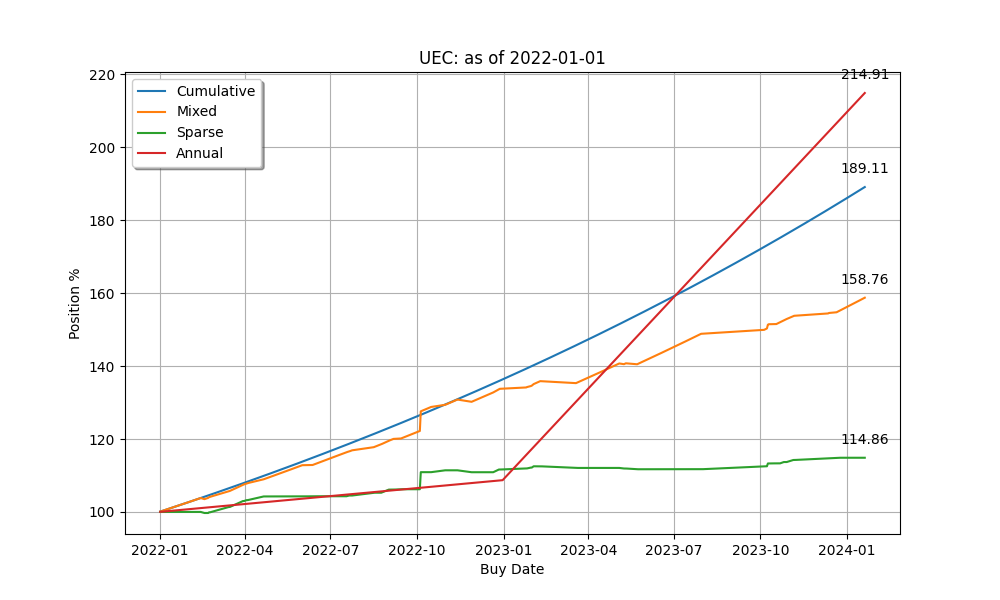 UEC: as of 2022-01-01
Cumulative
Mixed
Sparse
Annual
214.91
189.11
158.76
114.86
220
200
180
160
140
120
100
Position %
2022-01 2022-04 2022-07 2022-10 2023-01 2023-04 2023-07 2023-10 2024-01
Buy Date